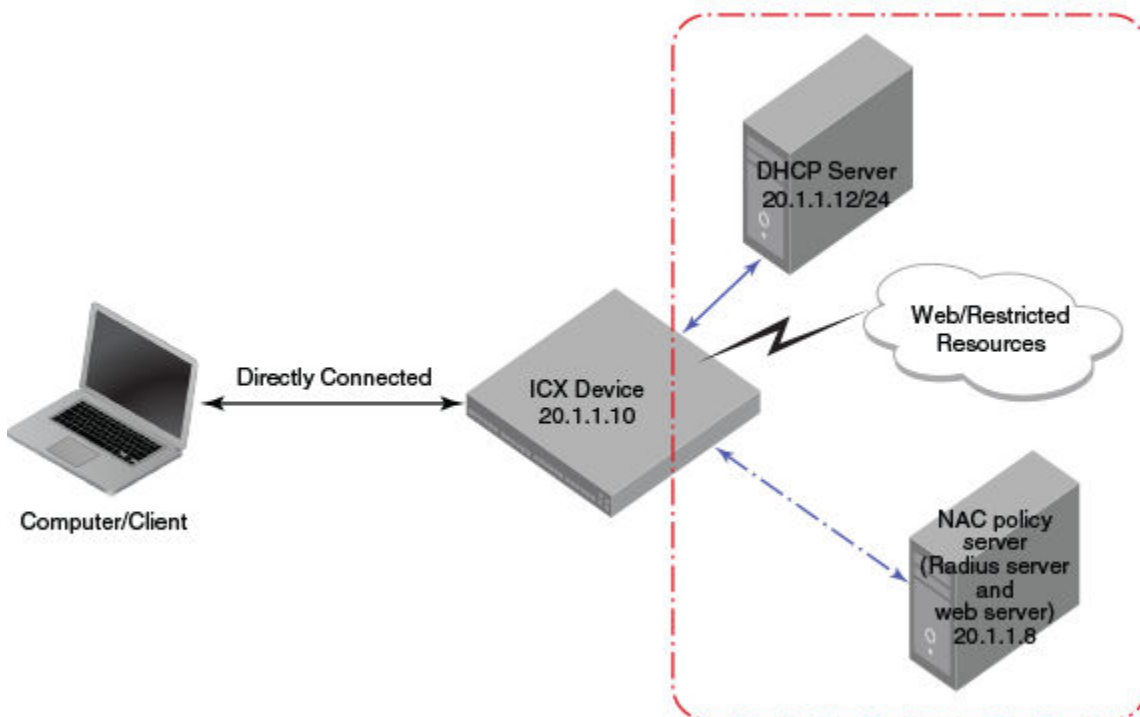 DHCP Server
20.1.1.12/24
Web/Restricted
Resources
Directly Connected
ICX Device
20.1.1.10
Computer/Client
NAC policy
server
(Radius server
and
web server)
20.1.1.8